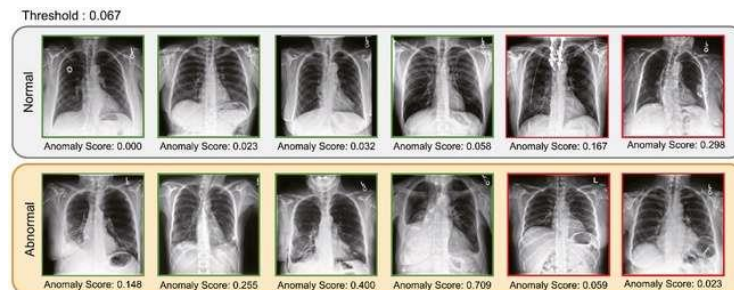 Threshold : 0.067
Normal
Anomaly Score: 0.000 Anomaly Score: 0.023 Anomaly Score: 0.032 Anomaly Score: 0.058 Anomaly Score: 0.167 Anomaly Score: 0.298
Abnormal
Anomaly Score: 0.148 Anomaly Score: 0.255 Anomaly Score: 0.400 Anomaly Score: 0.709 Anomaly Score: 0.059 Anomaly Score: 0.023